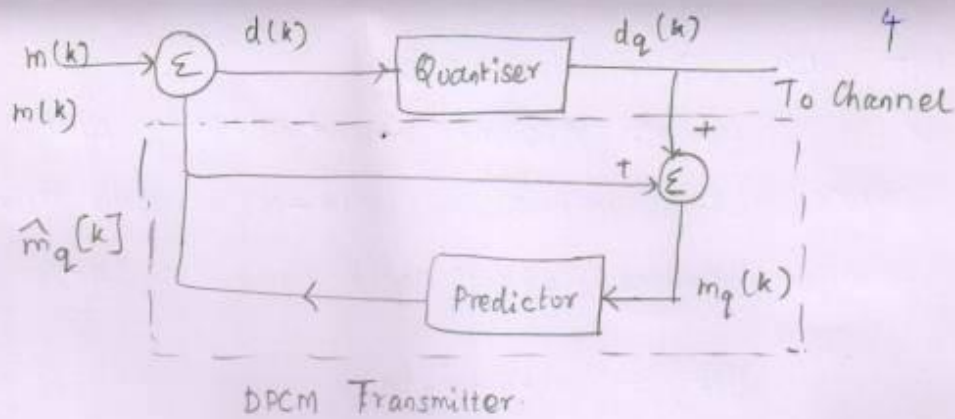 4
m(k) Σ d(k) Quantiser dq(k)
m(k)
To Channel
+
+ Σ
m̂q[k]
Predictor mq(k)
DPCM Transmitter.